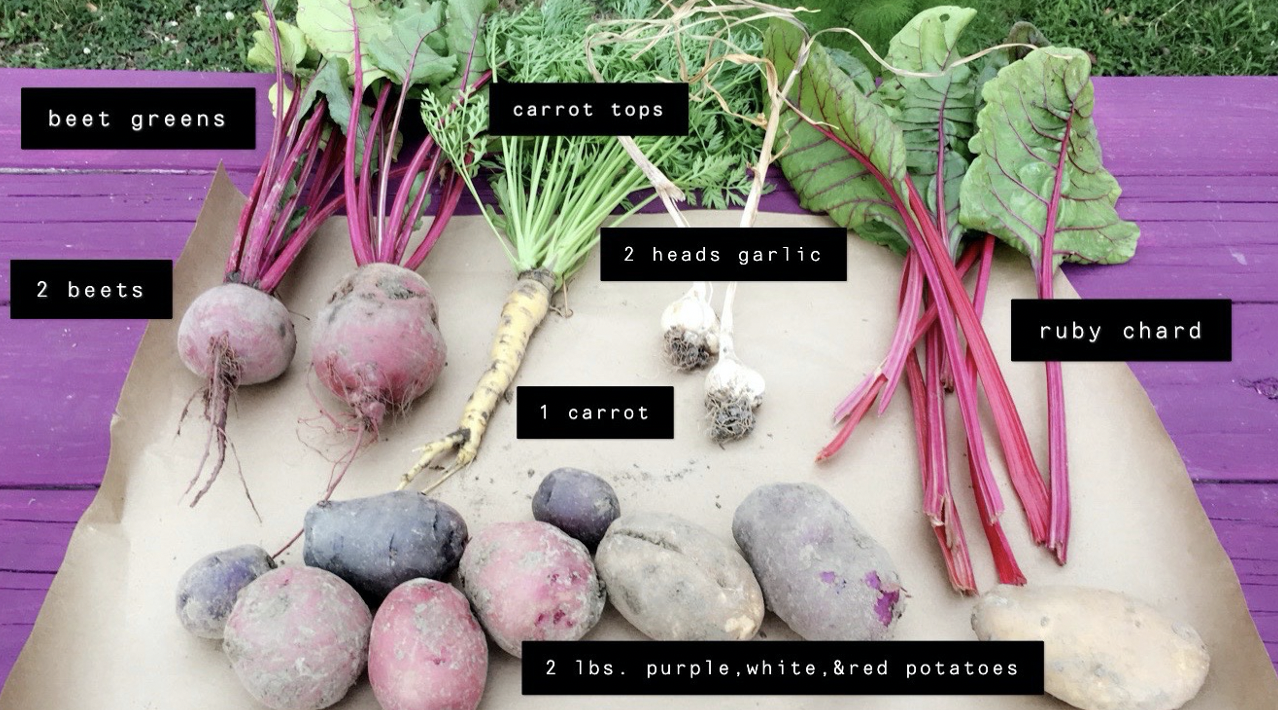 beet greens
carrot tops
2 heads garlic
2 beets
ruby chard
1 carrot
2 lbs. purple,white,&red potatoes